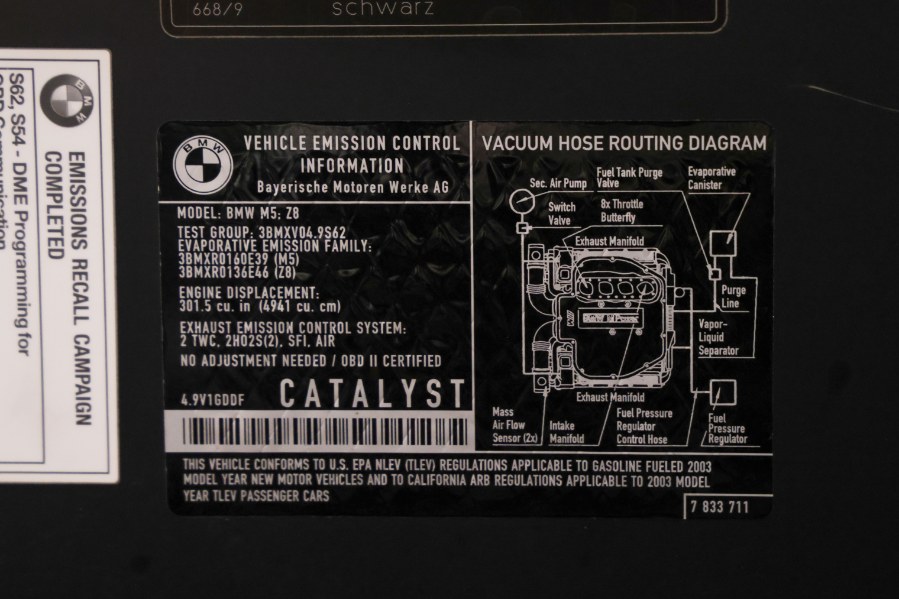 668/9 schwarz
BMW
EMISSIONS RECALL CAMPAIGN
COMPLETED
S62, S54 - DME Programming for
OBD Communication
BMW
VEHICLE EMISSION CONTROL
INFORMATION
Bayerische Motoren Werke AG
MODEL: BMW M5; Z8
TEST GROUP: 3BMXV04.9S62
EVAPORATIVE EMISSION FAMILY:
3BMXR0160E39 (M5)
3BMXR0136E46 (Z8)
ENGINE DISPLACEMENT:
301.5 cu. in (4941 cu. cm)
EXHAUST EMISSION CONTROL SYSTEM:
2 TWC, 2HO2S(2), SFI, AIR
NO ADJUSTMENT NEEDED / OBD II CERTIFIED
4.9V1GDDF CATALYST
VACUUM HOSE ROUTING DIAGRAM
Sec. Air Pump
Fuel Tank Purge
Valve
Evaporative
Canister
Switch
Valve
8x Throttle
Butterfly
Exhaust Manifold
Purge
Line
Vapor-
Liquid
Separator
Exhaust Manifold
Mass
Air Flow
Sensor (2x)
Intake
Manifold
Fuel Pressure
Regulator
Control Hose
Fuel
Pressure
Regulator
THIS VEHICLE CONFORMS TO U.S. EPA NLEV (TLEV) REGULATIONS APPLICABLE TO GASOLINE FUELED 2003
MODEL YEAR NEW MOTOR VEHICLES AND TO CALIFORNIA ARB REGULATIONS APPLICABLE TO 2003 MODEL
YEAR TLEV PASSENGER CARS
7 833 711